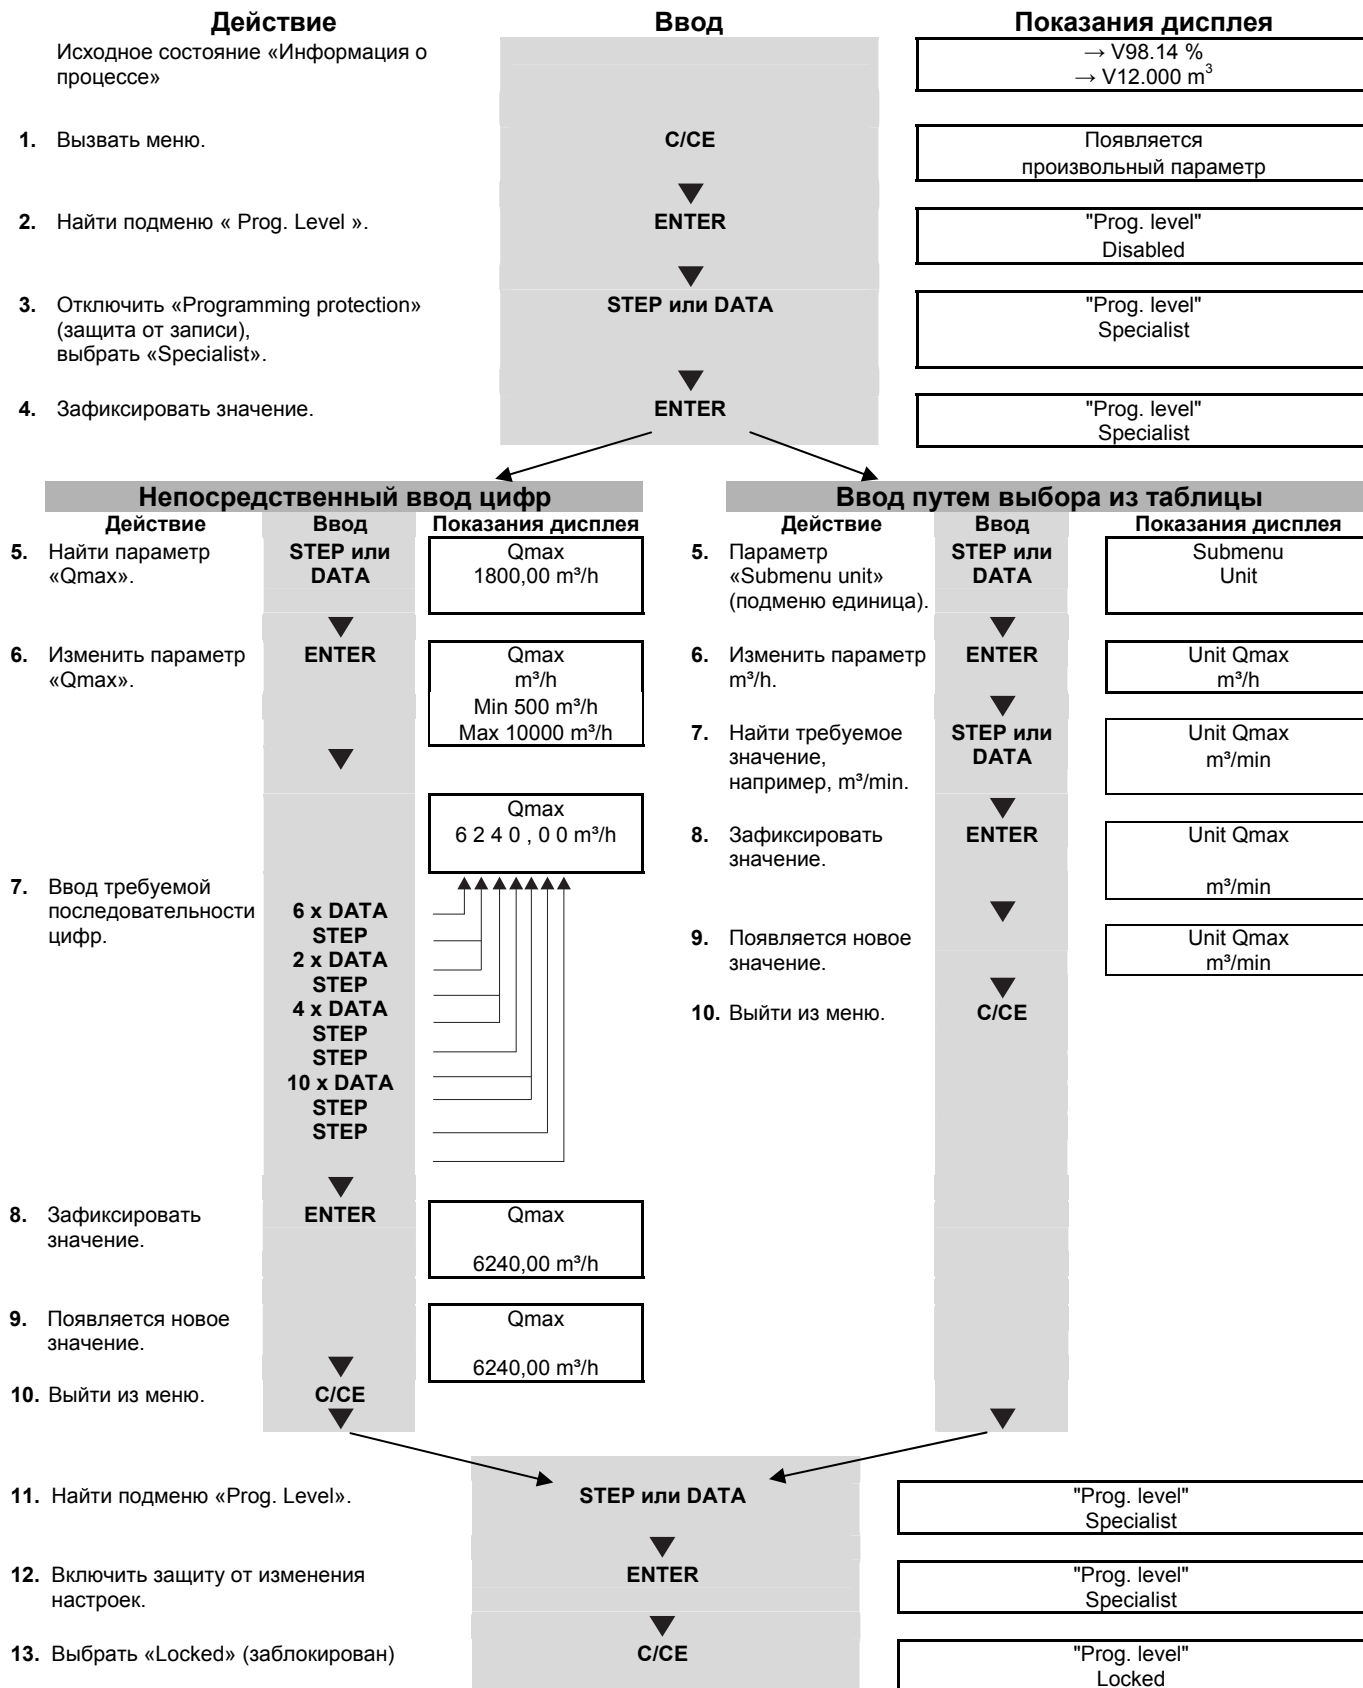 Действие Ввод Показания дисплея
Исходное состояние «Информация о
процессе»
→ V98.14 %
→ V12.000 m³
1. Вызвать меню. C/CE Появляется
произвольный параметр
2. Найти подменю « Prog. Level ». ENTER "Prog. level"
Disabled
3. Отключить «Programming protection» STEP или DATA "Prog. level"
(защита от записи), Specialist
выбрать «Specialist».
4. Зафиксировать значение. ENTER "Prog. level"
Specialist
Непосредственный ввод цифр
Действие Ввод Показания дисплея
5. Найти параметр STEP или Qmax
«Qmax». DATA 1800,00 m³/h
6. Изменить параметр ENTER Qmax
«Qmax». m³/h
Min 500 m³/h
Max 10000 m³/h
Qmax
6 2 4 0 , 0 0 m³/h
7. Ввод требуемой
последовательности 6 x DATA
цифр. STEP
2 x DATA
STEP
4 x DATA
STEP
STEP
10 x DATA
STEP
STEP
8. Зафиксировать ENTER Qmax
значение.
6240,00 m³/h
9. Появляется новое Qmax
значение.
6240,00 m³/h
10. Выйти из меню. C/CE
Ввод путем выбора из таблицы
Действие Ввод Показания дисплея
5. Параметр STEP или Submenu
«Submenu unit» DATA Unit
(подменю единица).
6. Изменить параметр ENTER Unit Qmax
m³/h. m³/h
7. Найти требуемое STEP или Unit Qmax
значение, DATA m³/min
например, m³/min.
8. Зафиксировать ENTER Unit Qmax
значение.
m³/min
9. Появляется новое Unit Qmax
значение. m³/min
10. Выйти из меню. C/CE
11. Найти подменю «Prog. Level». STEP или DATA "Prog. level"
Specialist
12. Включить защиту от изменения ENTER "Prog. level"
настроек. Specialist
13. Выбрать «Locked» (заблокирован) C/CE "Prog. level"
Locked